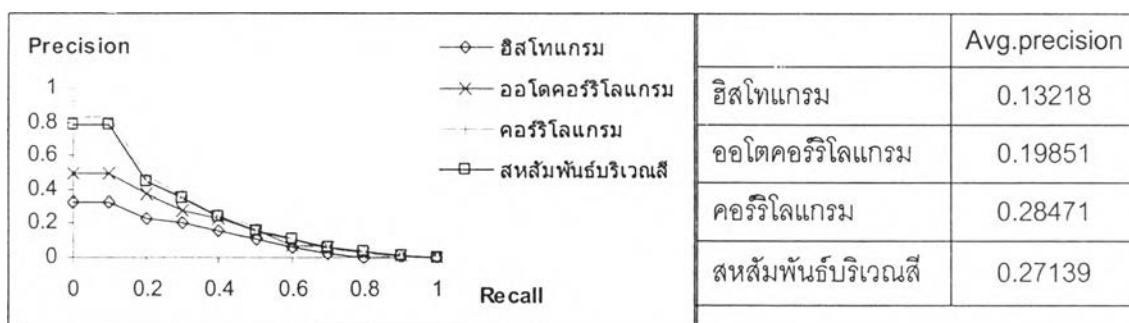 Precision
1
0.8
0.6
0.4
0.2
0
0 0.2 0.4 0.6 0.8 1
Recall
ฮิสโทแกรม
ออโตคอร์ริโลแกรม
คอร์ริโลแกรม
สหสัมพันธ์บริเวณสี
Avg.precision
ฮิสโทแกรม 0.13218
ออโตคอร์ริโลแกรม 0.19851
คอร์ริโลแกรม 0.28471
สหสัมพันธ์บริเวณสี 0.27139